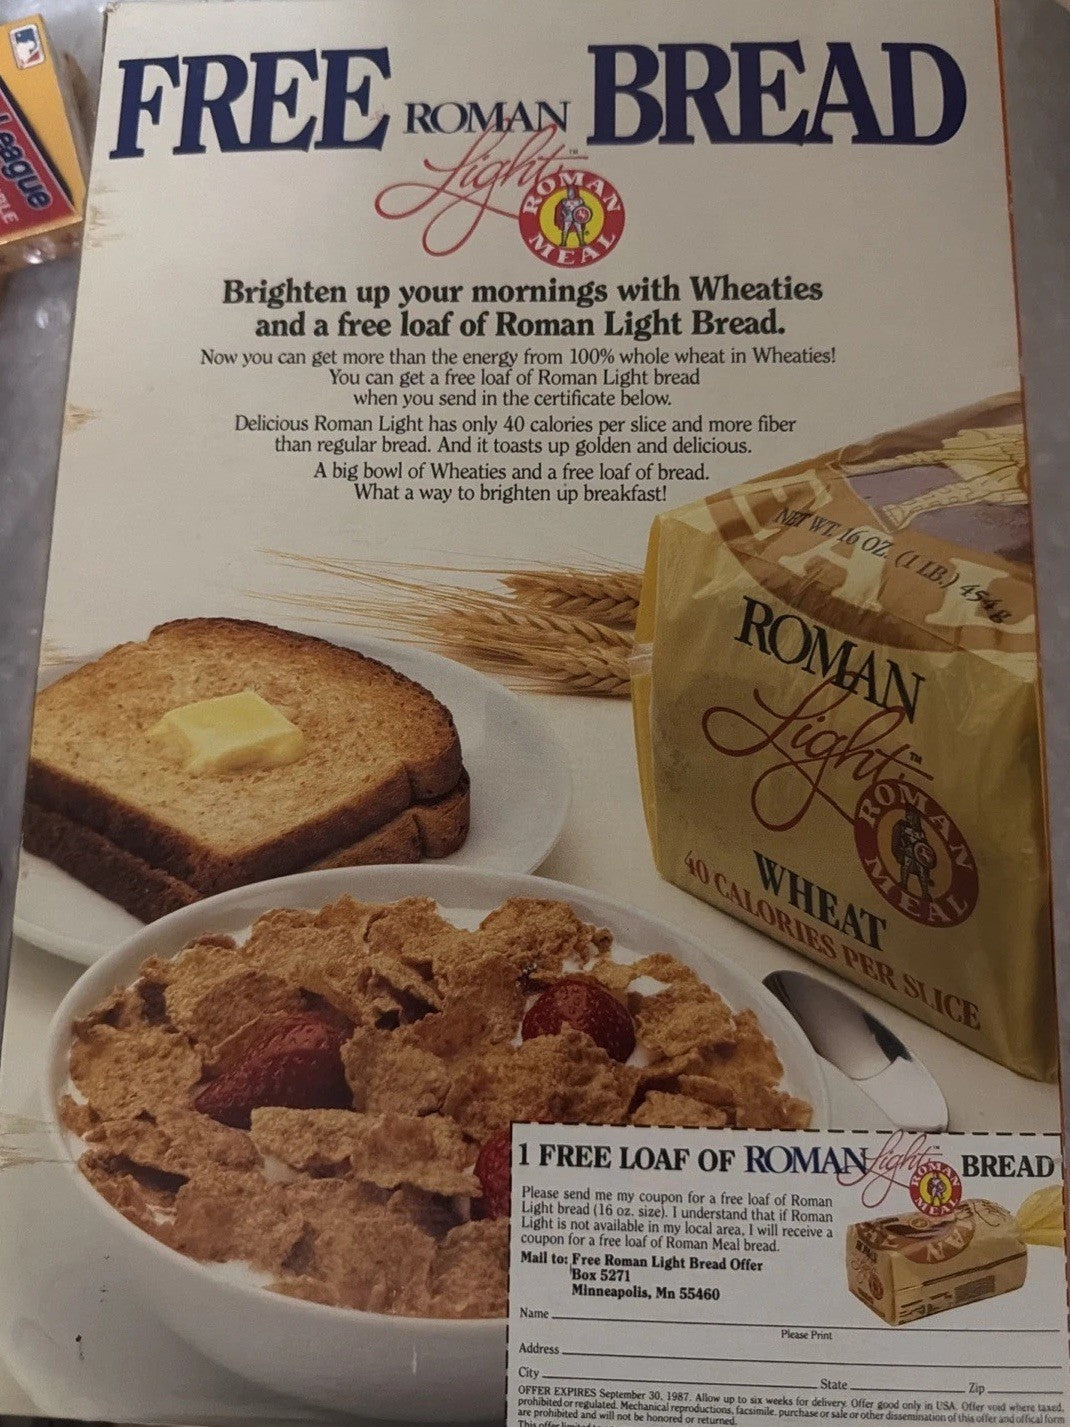 League
FREE ROMAN Light™ BREAD
ROMAN MEAL
Brighten up your mornings with Wheaties
and a free loaf of Roman Light Bread.
Now you can get more than the energy from 100% whole wheat in Wheaties!
You can get a free loaf of Roman Light bread
when you send in the certificate below.
Delicious Roman Light has only 40 calories per slice and more fiber
than regular bread. And it toasts up golden and delicious.
A big bowl of Wheaties and a free loaf of bread.
What a way to brighten up breakfast!
NET WT. 16 OZ. (1 LB.) 454g
ROMAN
Light™
ROMAN MEAL
WHEAT
40 CALORIES PER SLICE
1 FREE LOAF OF ROMAN Light™ BREAD
ROMAN MEAL
Please send me my coupon for a free loaf of Roman
Light bread (16 oz. size). I understand that if Roman
Light is not available in my local area, I will receive a
coupon for a free loaf of Roman Meal bread.
Mail to: Free Roman Light Bread Offer
Box 5271
Minneapolis, Mn 55460
Name
Please Print
Address
City State Zip
OFFER EXPIRES September 30, 1987. Allow up to six weeks for delivery. Offer good only in USA. Offer void where taxed,
prohibited or regulated. Mechanical reproductions, facsimile, purchase or sale or other dissemination of this offer and offical form
are prohibited and will not be honored or returned.